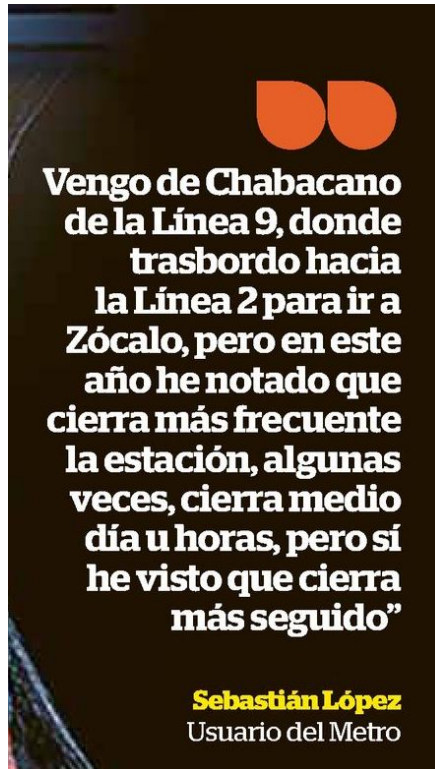 Vengo de Chabacano
de la Línea 9, donde
trasbordo hacia
la Línea 2 para ir a
Zócalo, pero en este
año he notado que
cierra más frecuente
la estación, algunas
veces, cierra medio
día u horas, pero sí
he visto que cierra
más seguido”
Sebastián López
Usuario del Metro